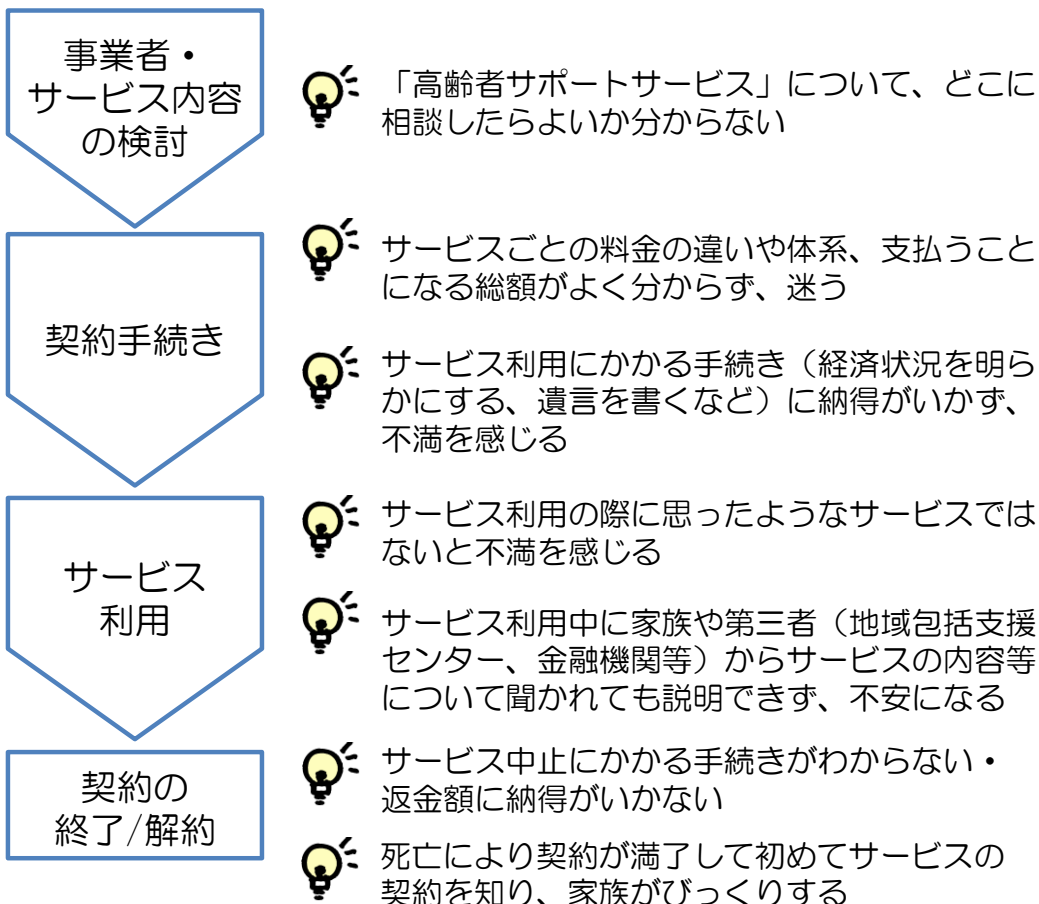 事業者・
サービス内容
の検討
「高齢者サポートサービス」について、どこに
相談したらよいか分からない
契約手続き
サービスごとの料金の違いや体系、支払うこと
になる総額がよく分からず、迷う
サービス利用にかかる手続き（経済状況を明ら
かにする、遺言を書くなど）に納得がいかず、
不満を感じる
サービス
利用
サービス利用の際に思ったようなサービスでは
ないと不満を感じる
サービス利用中に家族や第三者（地域包括支援
センター、金融機関等）からサービスの内容等
について聞かれても説明できず、不安になる
契約の
終了/解約
サービス中止にかかる手続きがわからない・
返金額に納得がいかない
死亡により契約が満了して初めてサービスの
契約を知り、家族がびっくりする